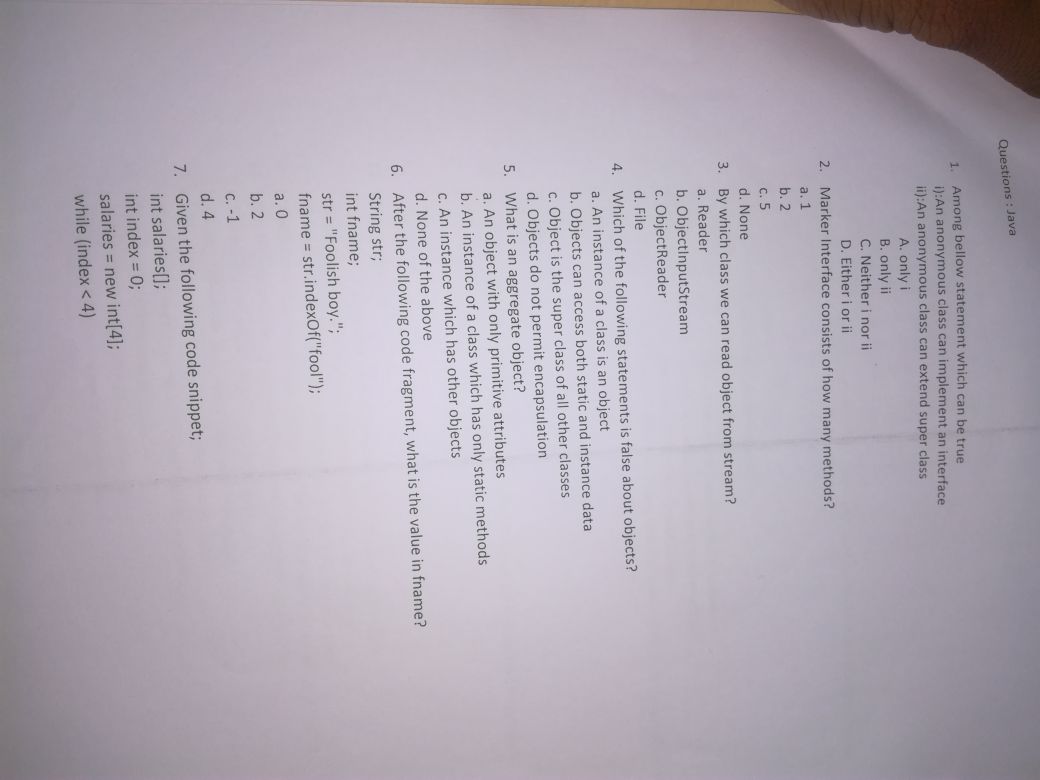 Questions : Java
1. Among bellow statement which can be true
i):An anonymous class can implement an interface
ii):An anonymous class can extend super class
A. only i
B. only ii
C. Neither i nor ii
D. Either i or ii
2. Marker Interface consists of how many methods?
a. 1
b. 2
c. 5
d. None
3. By which class we can read object from stream?
a. Reader
b. ObjectInputStream
c. ObjectReader
d. File
4. Which of the following statements is false about objects?
a. An instance of a class is an object
b. Objects can access both static and instance data
c. Object is the super class of all other classes
d. Objects do not permit encapsulation
5. What is an aggregate object?
a. An object with only primitive attributes
b. An instance of a class which has only static methods
c. An instance which has other objects
d. None of the above
6. After the following code fragment, what is the value in fname?
String str;
int fname;
str = "Foolish boy.";
fname = str.indexOf("fool");
a. 0
b. 2
c. -1
d. 4
7. Given the following code snippet;
int salaries[];
int index = 0;
salaries = new int[4];
while (index < 4)